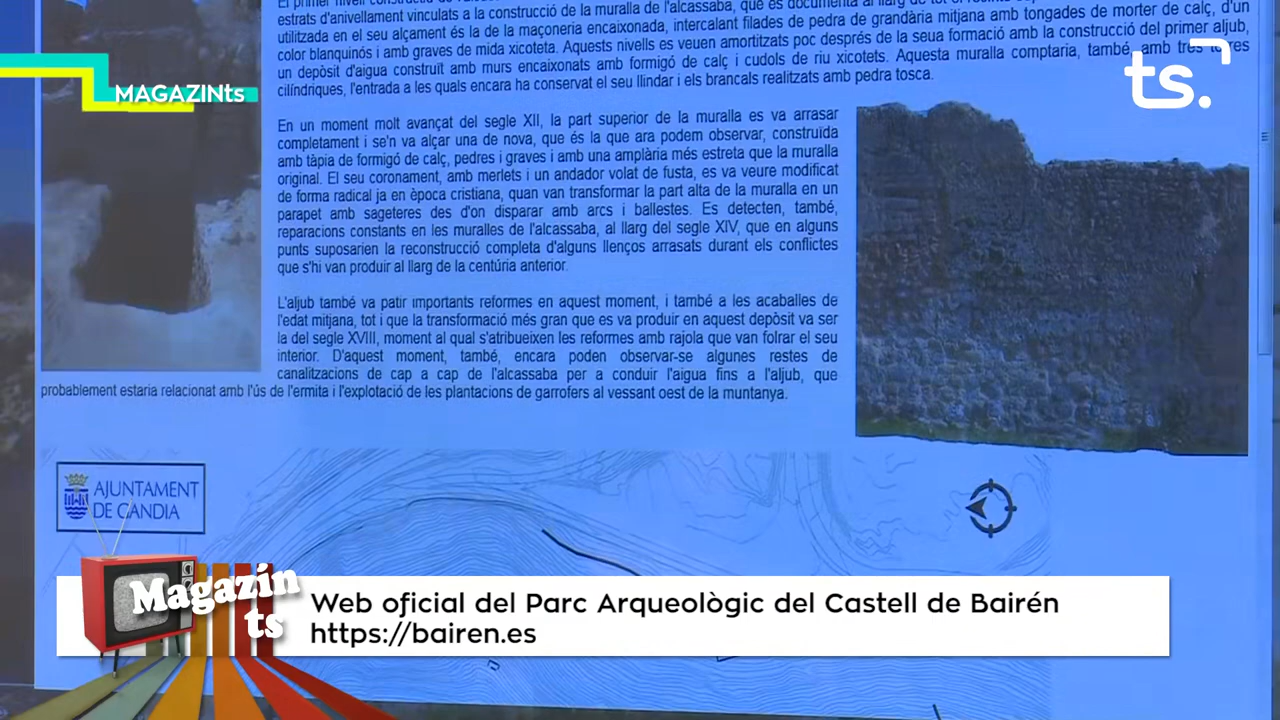 estrats d'anivellament vinculats a la construcció de la muralla de l'alcassaba, que es documenta al llarg de tot el
utilitzada en el seu alçament és la de la maçoneria encaixonada, intercalant filades de pedra de grandària mitjana amb tongades de morter de calç, d'un
color blanquinós i amb graves de mida xicoteta. Aquests nivells es veuen amortitzats poc després de la seua formació amb la construcció del primer aljub,
un depòsit d'aigua construït amb murs encaixonats amb formigó de calç i cudols de riu xicotets. Aquesta muralla comptaria, també, amb tres torres
cilíndriques, l'entrada a les quals encara ha conservat el seu llindar i els brancals realitzats amb pedra tosca.
MAGAZINts
ts.
En un moment molt avançat del segle XII, la part superior de la muralla es va arrasar
completament i se'n va alçar una de nova, que és la que ara podem observar, construïda
amb tàpia de formigó de calç, pedres i graves i amb una amplària més estreta que la muralla
original. El seu coronament, amb merlets i un andador volat de fusta, es va veure modificat
de forma radical ja en època cristiana, quan van transformar la part alta de la muralla en un
parapet amb sageteres des d'on disparar amb arcs i ballestes. Es detecten, també,
reparacions constants en les muralles de l'alcassaba, al llarg del segle XIV, que en alguns
punts suposarien la reconstrucció completa d'alguns llenços arrasats durant els conflictes
que s'hi van produir al llarg de la centúria anterior.
L'aljub també va patir importants reformes en aquest moment, i també a les acaballes de
l'edat mitjana, tot i que la transformació més gran que es va produir en aquest depòsit va ser
la del segle XVIII, moment al qual s'atribueixen les reformes amb rajola que van folrar el seu
interior. D'aquest moment, també, encara poden observar-se algunes restes de
canalitzacions de cap a cap de l'alcassaba per a conduir l'aigua fins a l'aljub, que
probablement estaria relacionat amb l'ús de l'ermita i l'explotació de les plantacions de garrofers al vessant oest de la muntanya.
AJUNTAMENT
DE GANDIA
Magazin
ts
Web oficial del Parc Arqueològic del Castell de Bairén
https://bairen.es